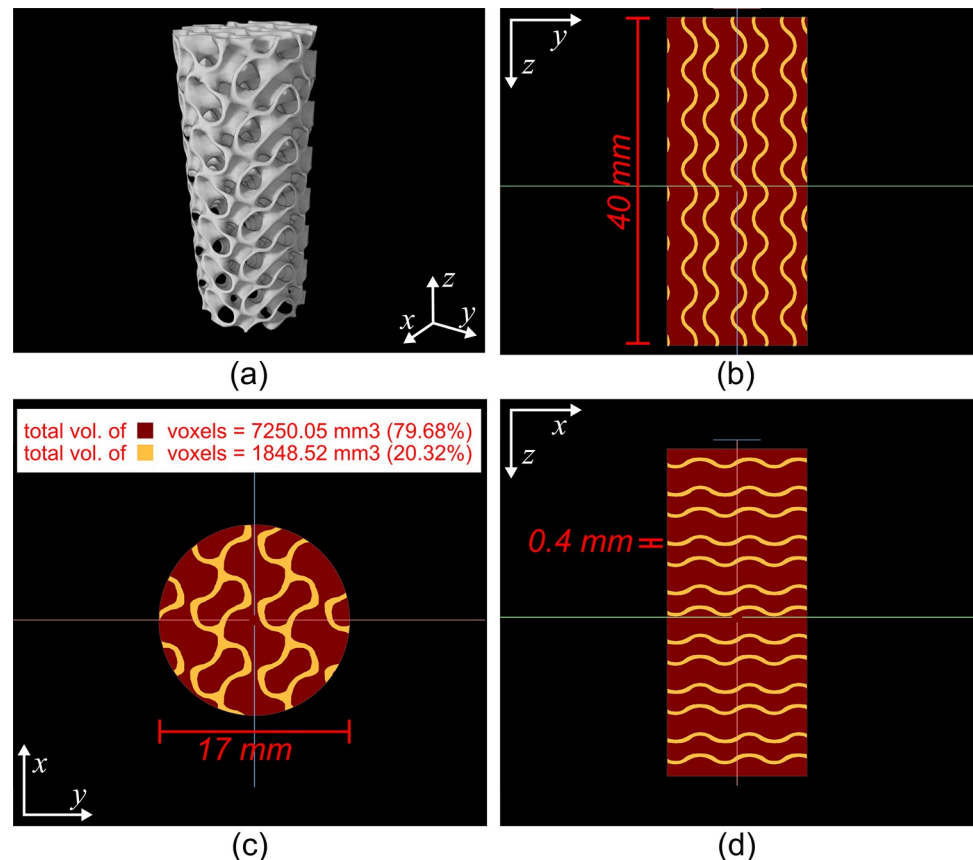 z
x
y
(a)
y
z
40 mm
(b)
total vol. of voxels = 7250.05 mm3 (79.68%)
total vol. of voxels = 1848.52 mm3 (20.32%)
17 mm
x
y
(c)
x
z
0.4 mm
(d)